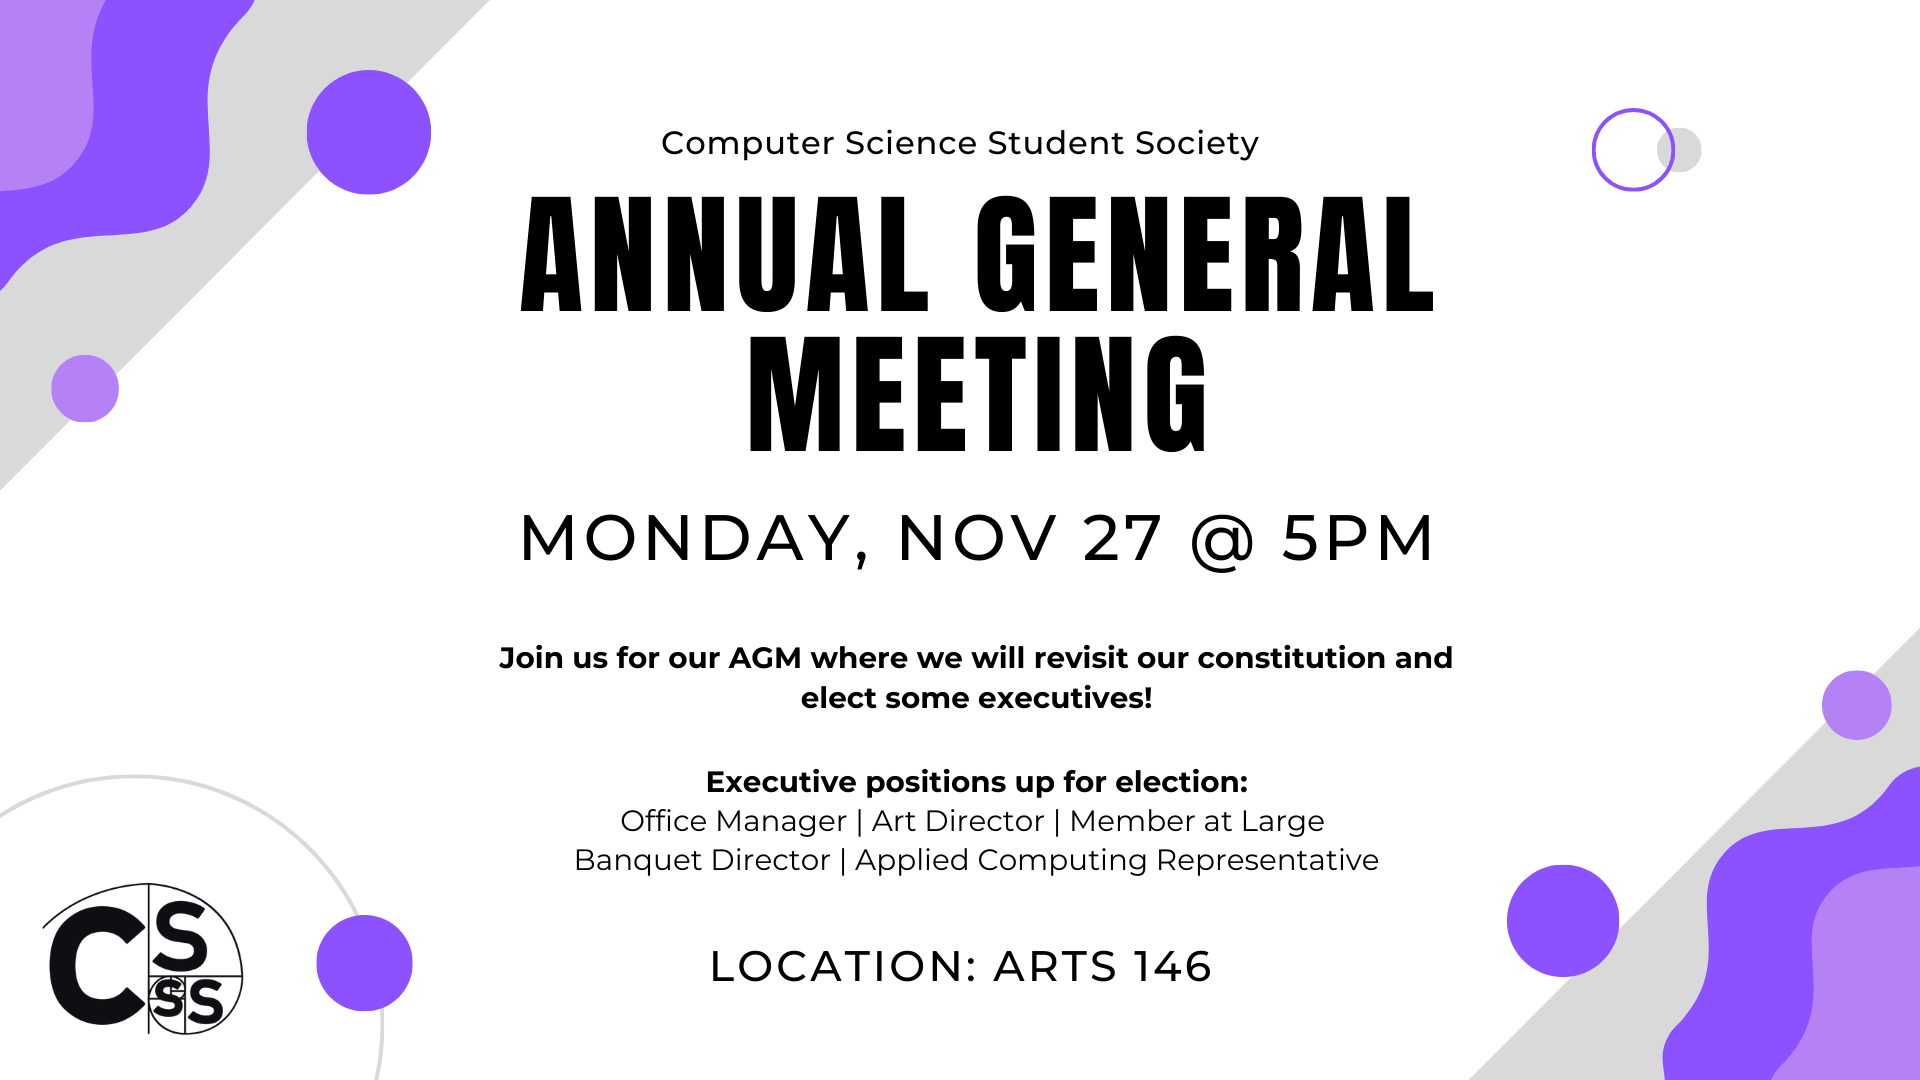 Computer Science Student Society
ANNUAL GENERAL
MEETING
MONDAY, NOV 27 @ 5PM
Join us for our AGM where we will revisit our constitution and
elect some executives!
Executive positions up for election:
Office Manager | Art Director | Member at Large
Banquet Director | Applied Computing Representative
LOCATION: ARTS 146
CSSS